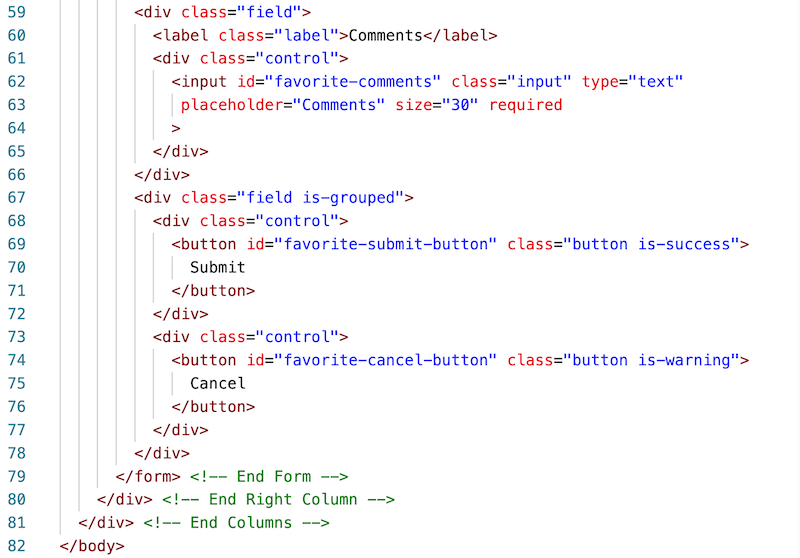 59 <div class="field">
60 <label class="label">Comments</label>
61 <div class="control">
62 <input id="favorite-comments" class="input" type="text"
63 placeholder="Comments" size="30" required
64 >
65 </div>
66 </div>
67 <div class="field is-grouped">
68 <div class="control">
69 <button id="favorite-submit-button" class="button is-success">
70 Submit
71 </button>
72 </div>
73 <div class="control">
74 <button id="favorite-cancel-button" class="button is-warning">
75 Cancel
76 </button>
77 </div>
78 </div>
79 </form> <!-- End Form -->
80 </div> <!-- End Right Column -->
81 </div> <!-- End Columns -->
82 </body>